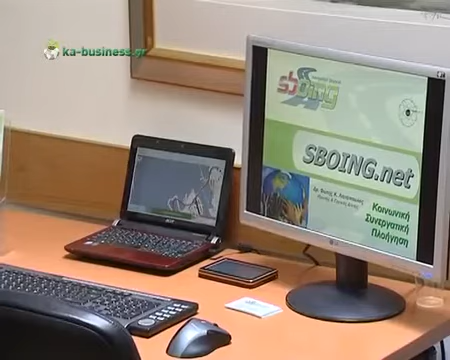 ka-business.gr
sboing
SBOING.net
Κοινωνική
Συνεργατική
Πλοήγηση
acer
LG